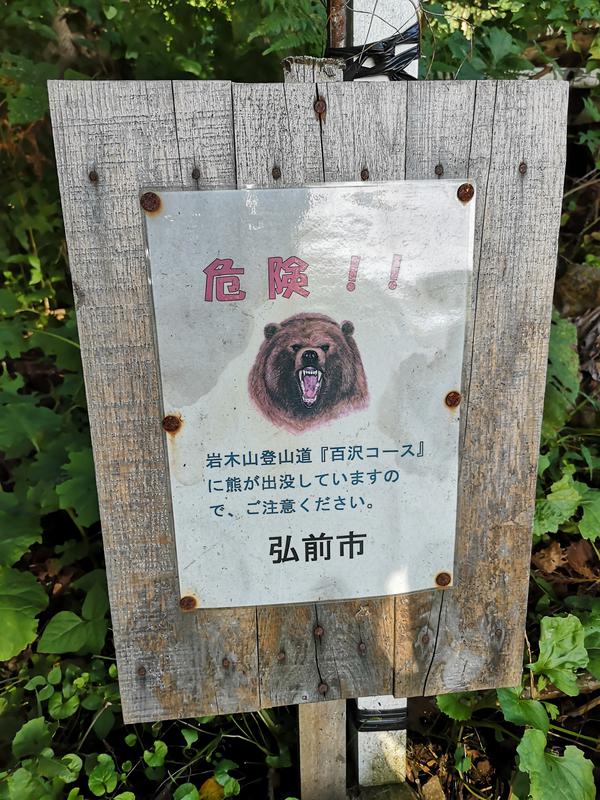 危険！！
岩木山登山道『百沢コース』
に熊が出没していますの
で、ご注意ください。
弘前市